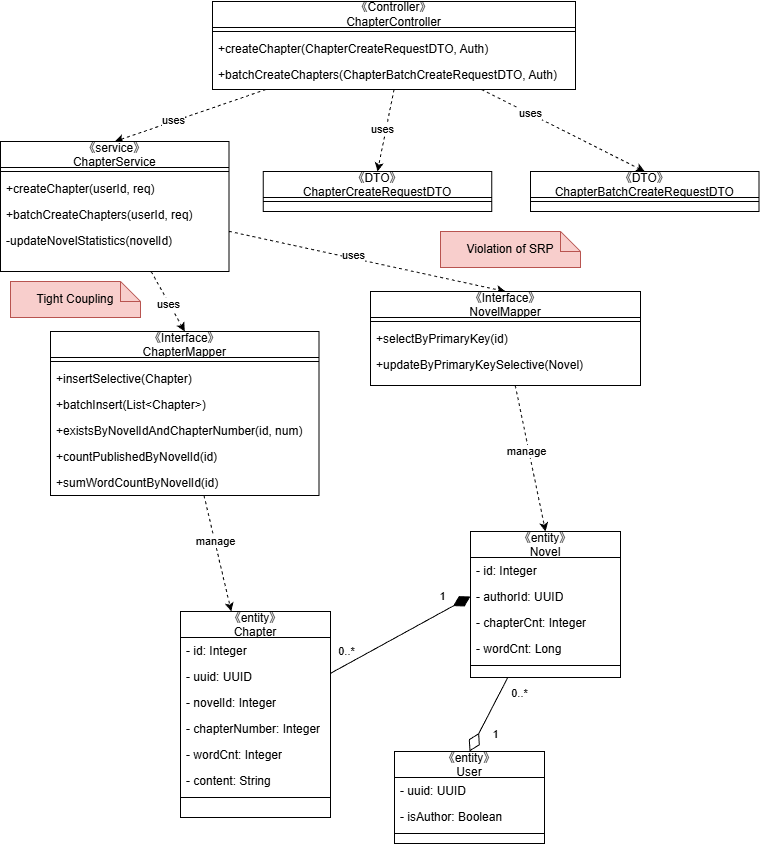 《Controller》
ChapterController
+createChapter(ChapterCreateRequestDTO, Auth)
+batchCreateChapters(ChapterBatchCreateRequestDTO, Auth)
uses
uses
uses
《service》
ChapterService
+createChapter(userId, req)
+batchCreateChapters(userId, req)
-updateNovelStatistics(novelId)
《DTO》
ChapterCreateRequestDTO
《DTO》
ChapterBatchCreateRequestDTO
Violation of SRP
uses
Tight Coupling
uses
《Interface》
NovelMapper
+selectByPrimaryKey(id)
+updateByPrimaryKeySelective(Novel)
《Interface》
ChapterMapper
+insertSelective(Chapter)
+batchInsert(List<Chapter>)
+existsByNovelIdAndChapterNumber(id, num)
+countPublishedByNovelId(id)
+sumWordCountByNovelId(id)
manage
manage
《entity》
Novel
- id: Integer
- authorId: UUID
- chapterCnt: Integer
- wordCnt: Long
1
0..*
《entity》
Chapter
- id: Integer
- uuid: UUID
- novelId: Integer
- chapterNumber: Integer
- wordCnt: Integer
- content: String
0..*
1
《entity》
User
- uuid: UUID
- isAuthor: Boolean